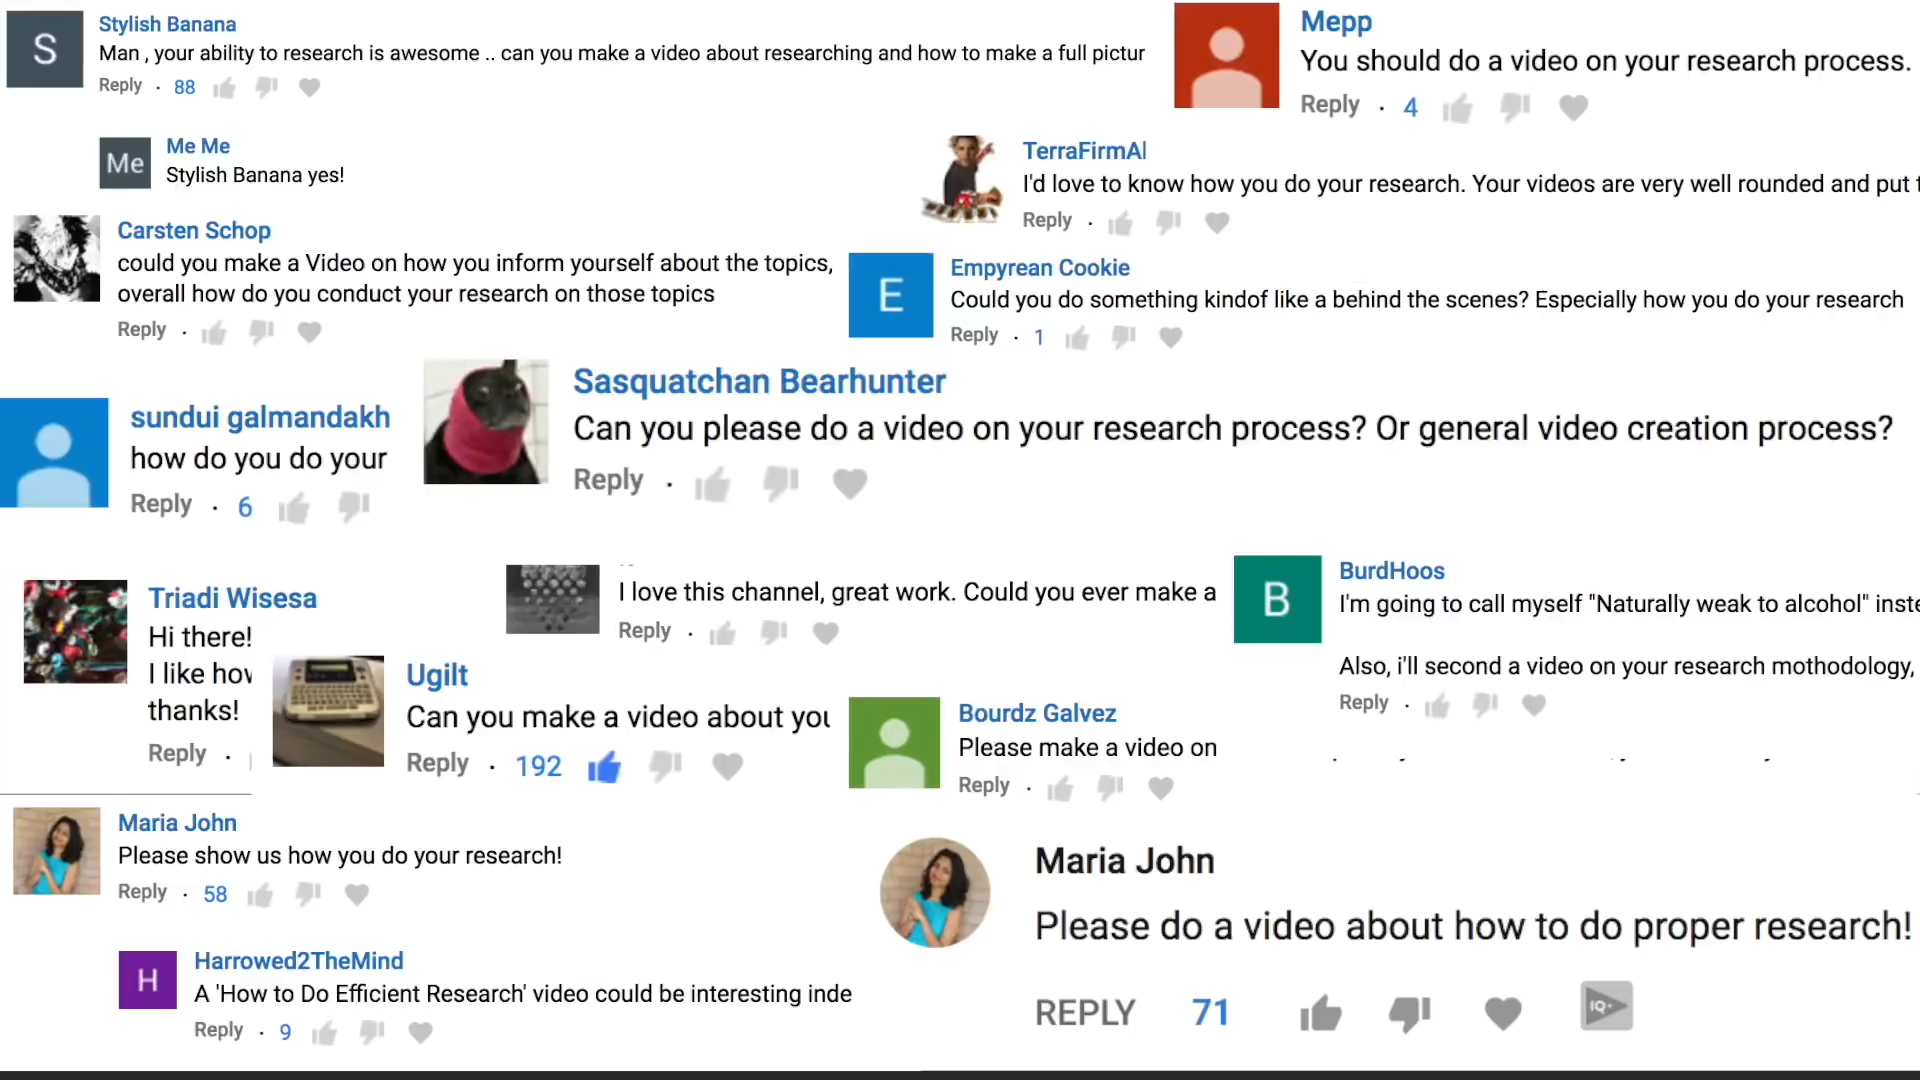 S
Stylish Banana
Man , your ability to research is awesome .. can you make a video about researching and how to make a full pictur
Reply · 88
Me
Me Me
Stylish Banana yes!
Mepp
You should do a video on your research process.
Reply · 4
TerraFirmA
I'd love to know how you do your research. Your videos are very well rounded and put
Reply ·
Carsten Schop
could you make a Video on how you inform yourself about the topics,
overall how do you conduct your research on those topics
Reply ·
E
Empyrean Cookie
Could you do something kindof like a behind the scenes? Especially how you do your research
Reply · 1
sundui galmandakh
how do you do your
Reply · 6
Sasquatchan Bearhunter
Can you please do a video on your research process? Or general video creation process?
Reply ·
Triadi Wisesa
Hi there!
I like how
thanks!
Reply ·
I love this channel, great work. Could you ever make a
Reply ·
B
BurdHoos
I'm going to call myself "Naturally weak to alcohol" inste
Also, i'll second a video on your research mothodology,
Reply ·
Ugilt
Can you make a video about you
Reply · 192
Bourdz Galvez
Please make a video on
Reply ·
Maria John
Please show us how you do your research!
Reply · 58
H
Harrowed2TheMind
A 'How to Do Efficient Research' video could be interesting inde
Reply · 9
Maria John
Please do a video about how to do proper research!
REPLY 71
IQ